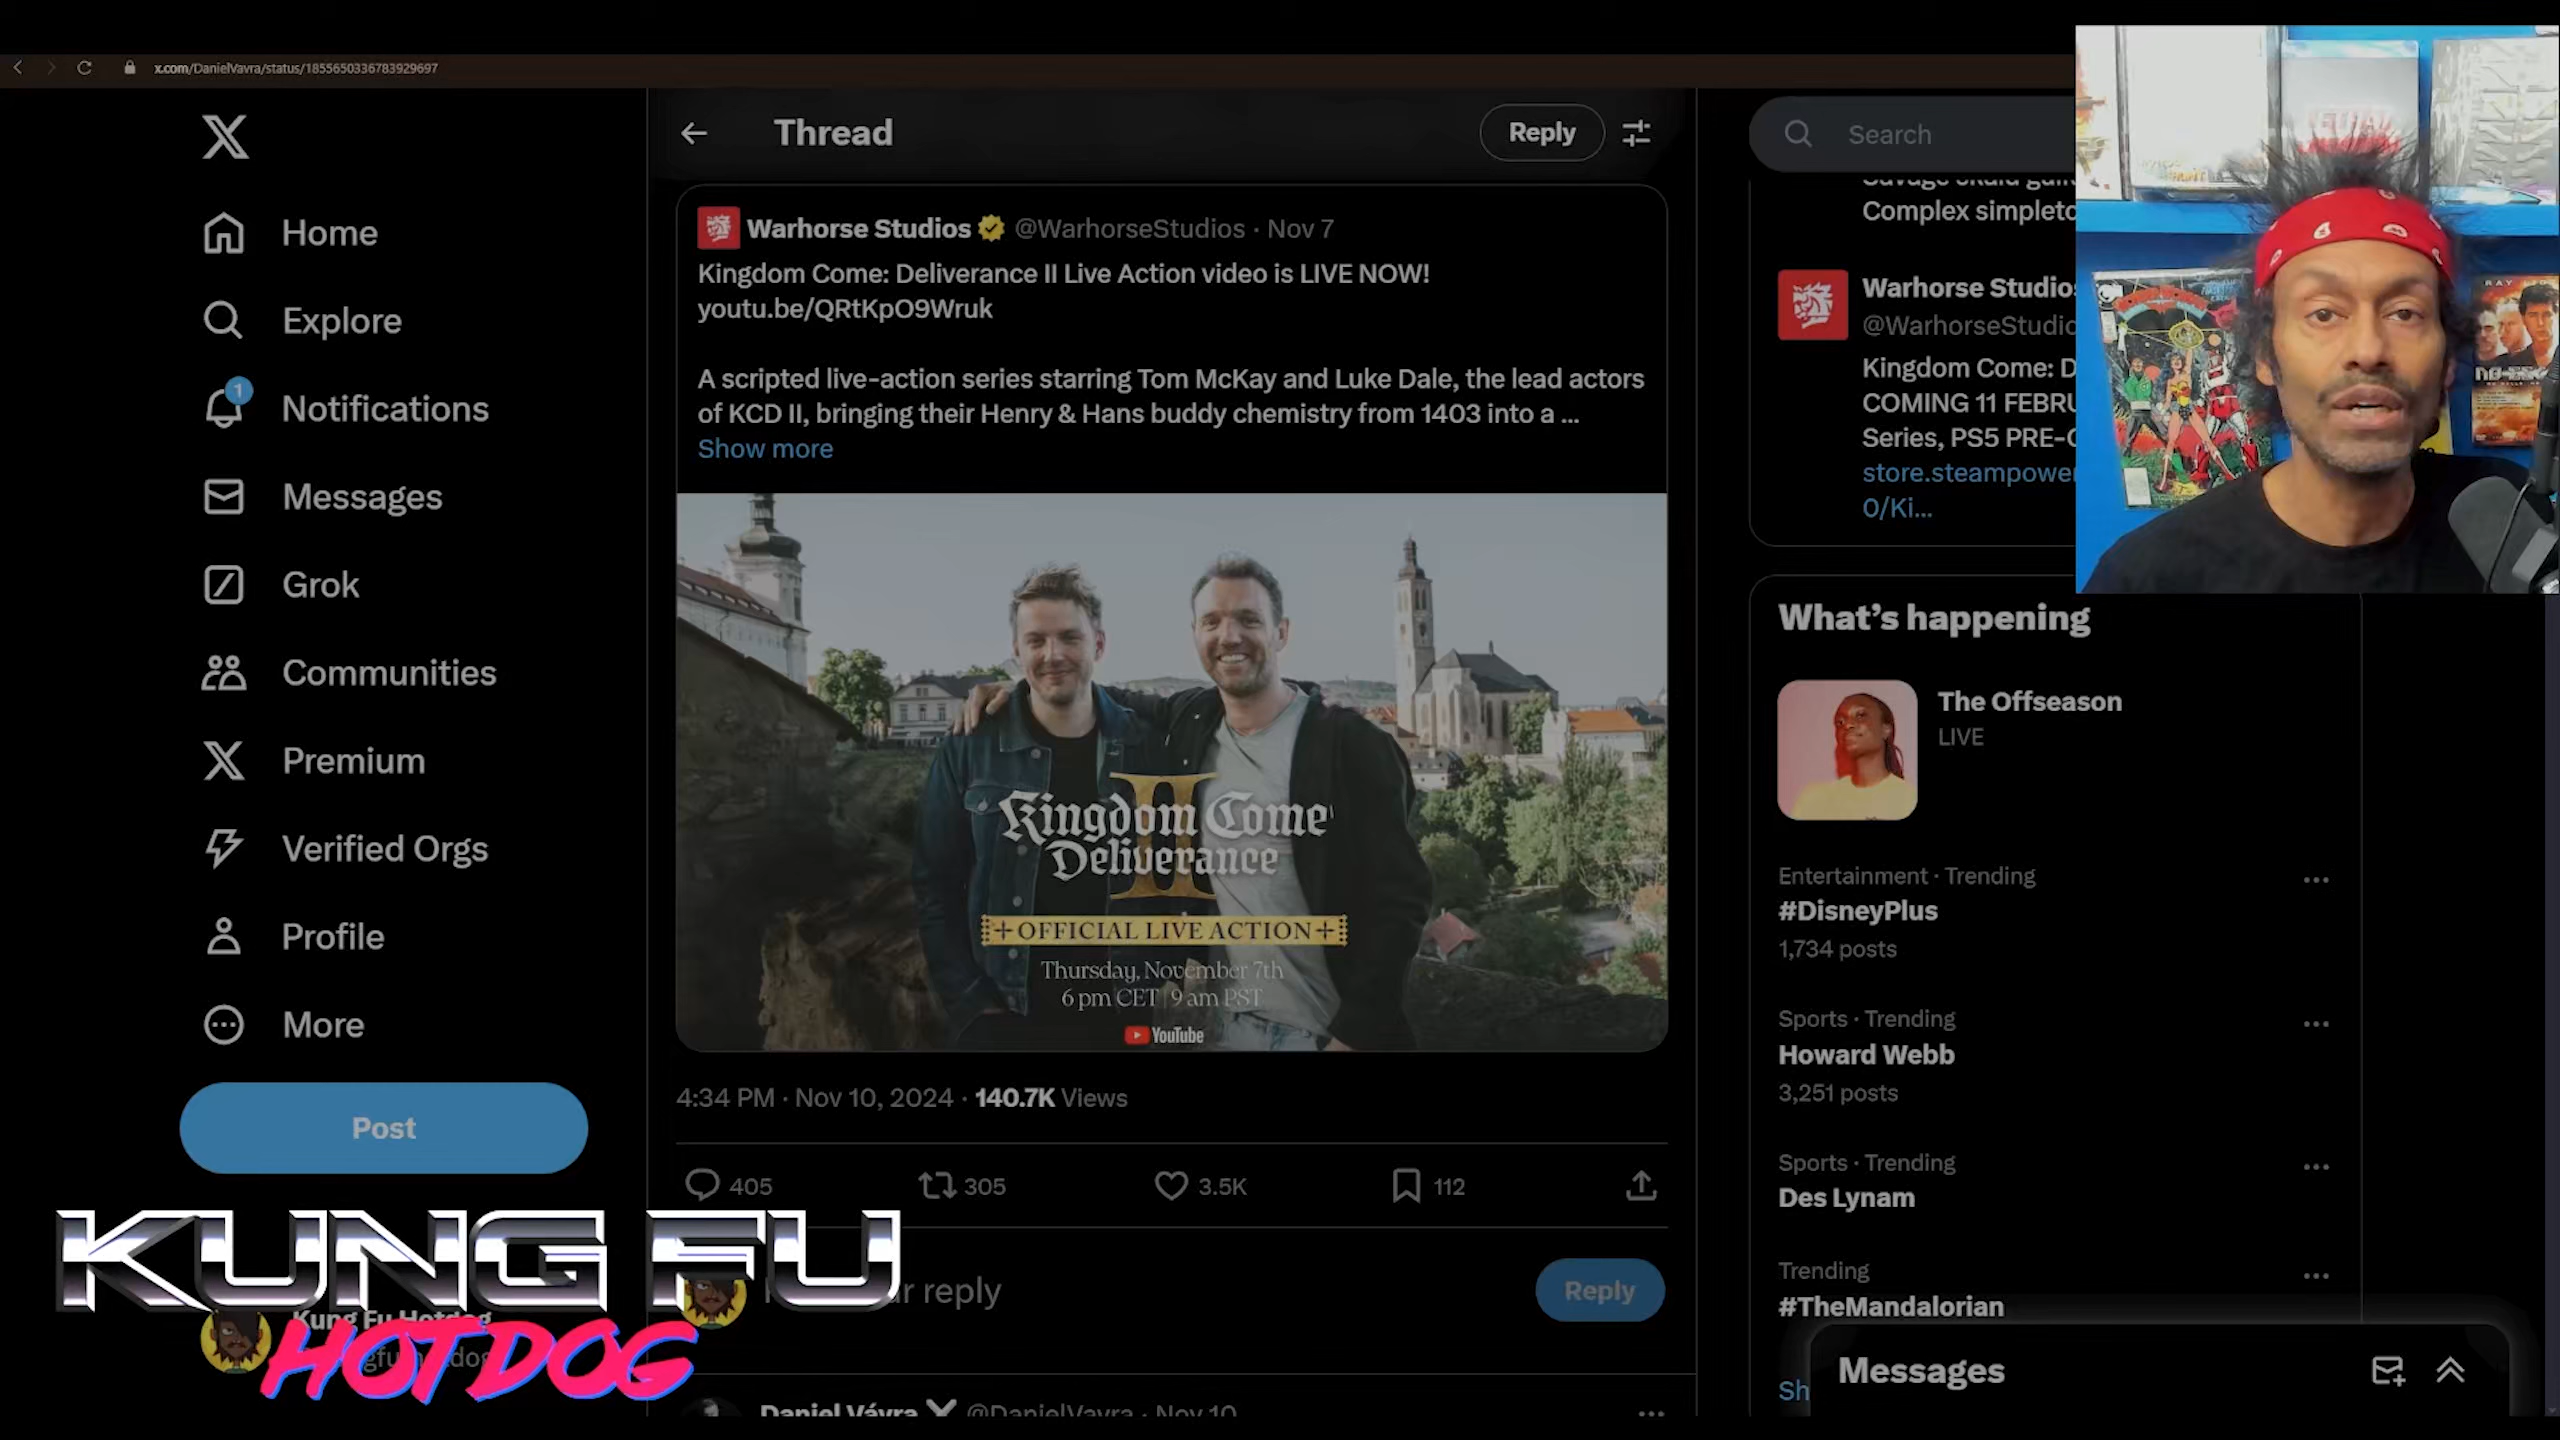 x.com/DanielVavra/status/1855650336783929697
Home
Explore
1
Notifications
Messages
Grok
Communities
Premium
Verified Orgs
Profile
More
Post
KUNG FU
HOTDOG
Kung Fu Hotdog
Thread
Reply
Warhorse Studios @WarhorseStudios · Nov 7
Kingdom Come: Deliverance II Live Action video is LIVE NOW!
youtu.be/QRtKpO9Wruk
A scripted live-action series starring Tom McKay and Luke Dale, the lead actors
of KCD II, bringing their Henry & Hans buddy chemistry from 1403 into a ...
Show more
II
Kingdom Come
Deliverance
OFFICIAL LIVE ACTION
Thursday, November 7th
6 pm CET | 9 am PST
YouTube
4:34 PM · Nov 10, 2024 · 140.7K Views
405
305
3.5K
112
reply
Reply
Daniel Vávra @DanielVavra · Nov 10
Search
Complex
Warhorse Studio
@WarhorseStudio
Kingdom Come: D
COMING 11 FEBRU
Series, PS5 PRE-
store.steampower
0/Ki...
What's happening
The Offseason
LIVE
Entertainment · Trending
#DisneyPlus
1,734 posts
Sports · Trending
Howard Webb
3,251 posts
Sports · Trending
Des Lynam
Trending
#TheMandalorian
Sh
Messages